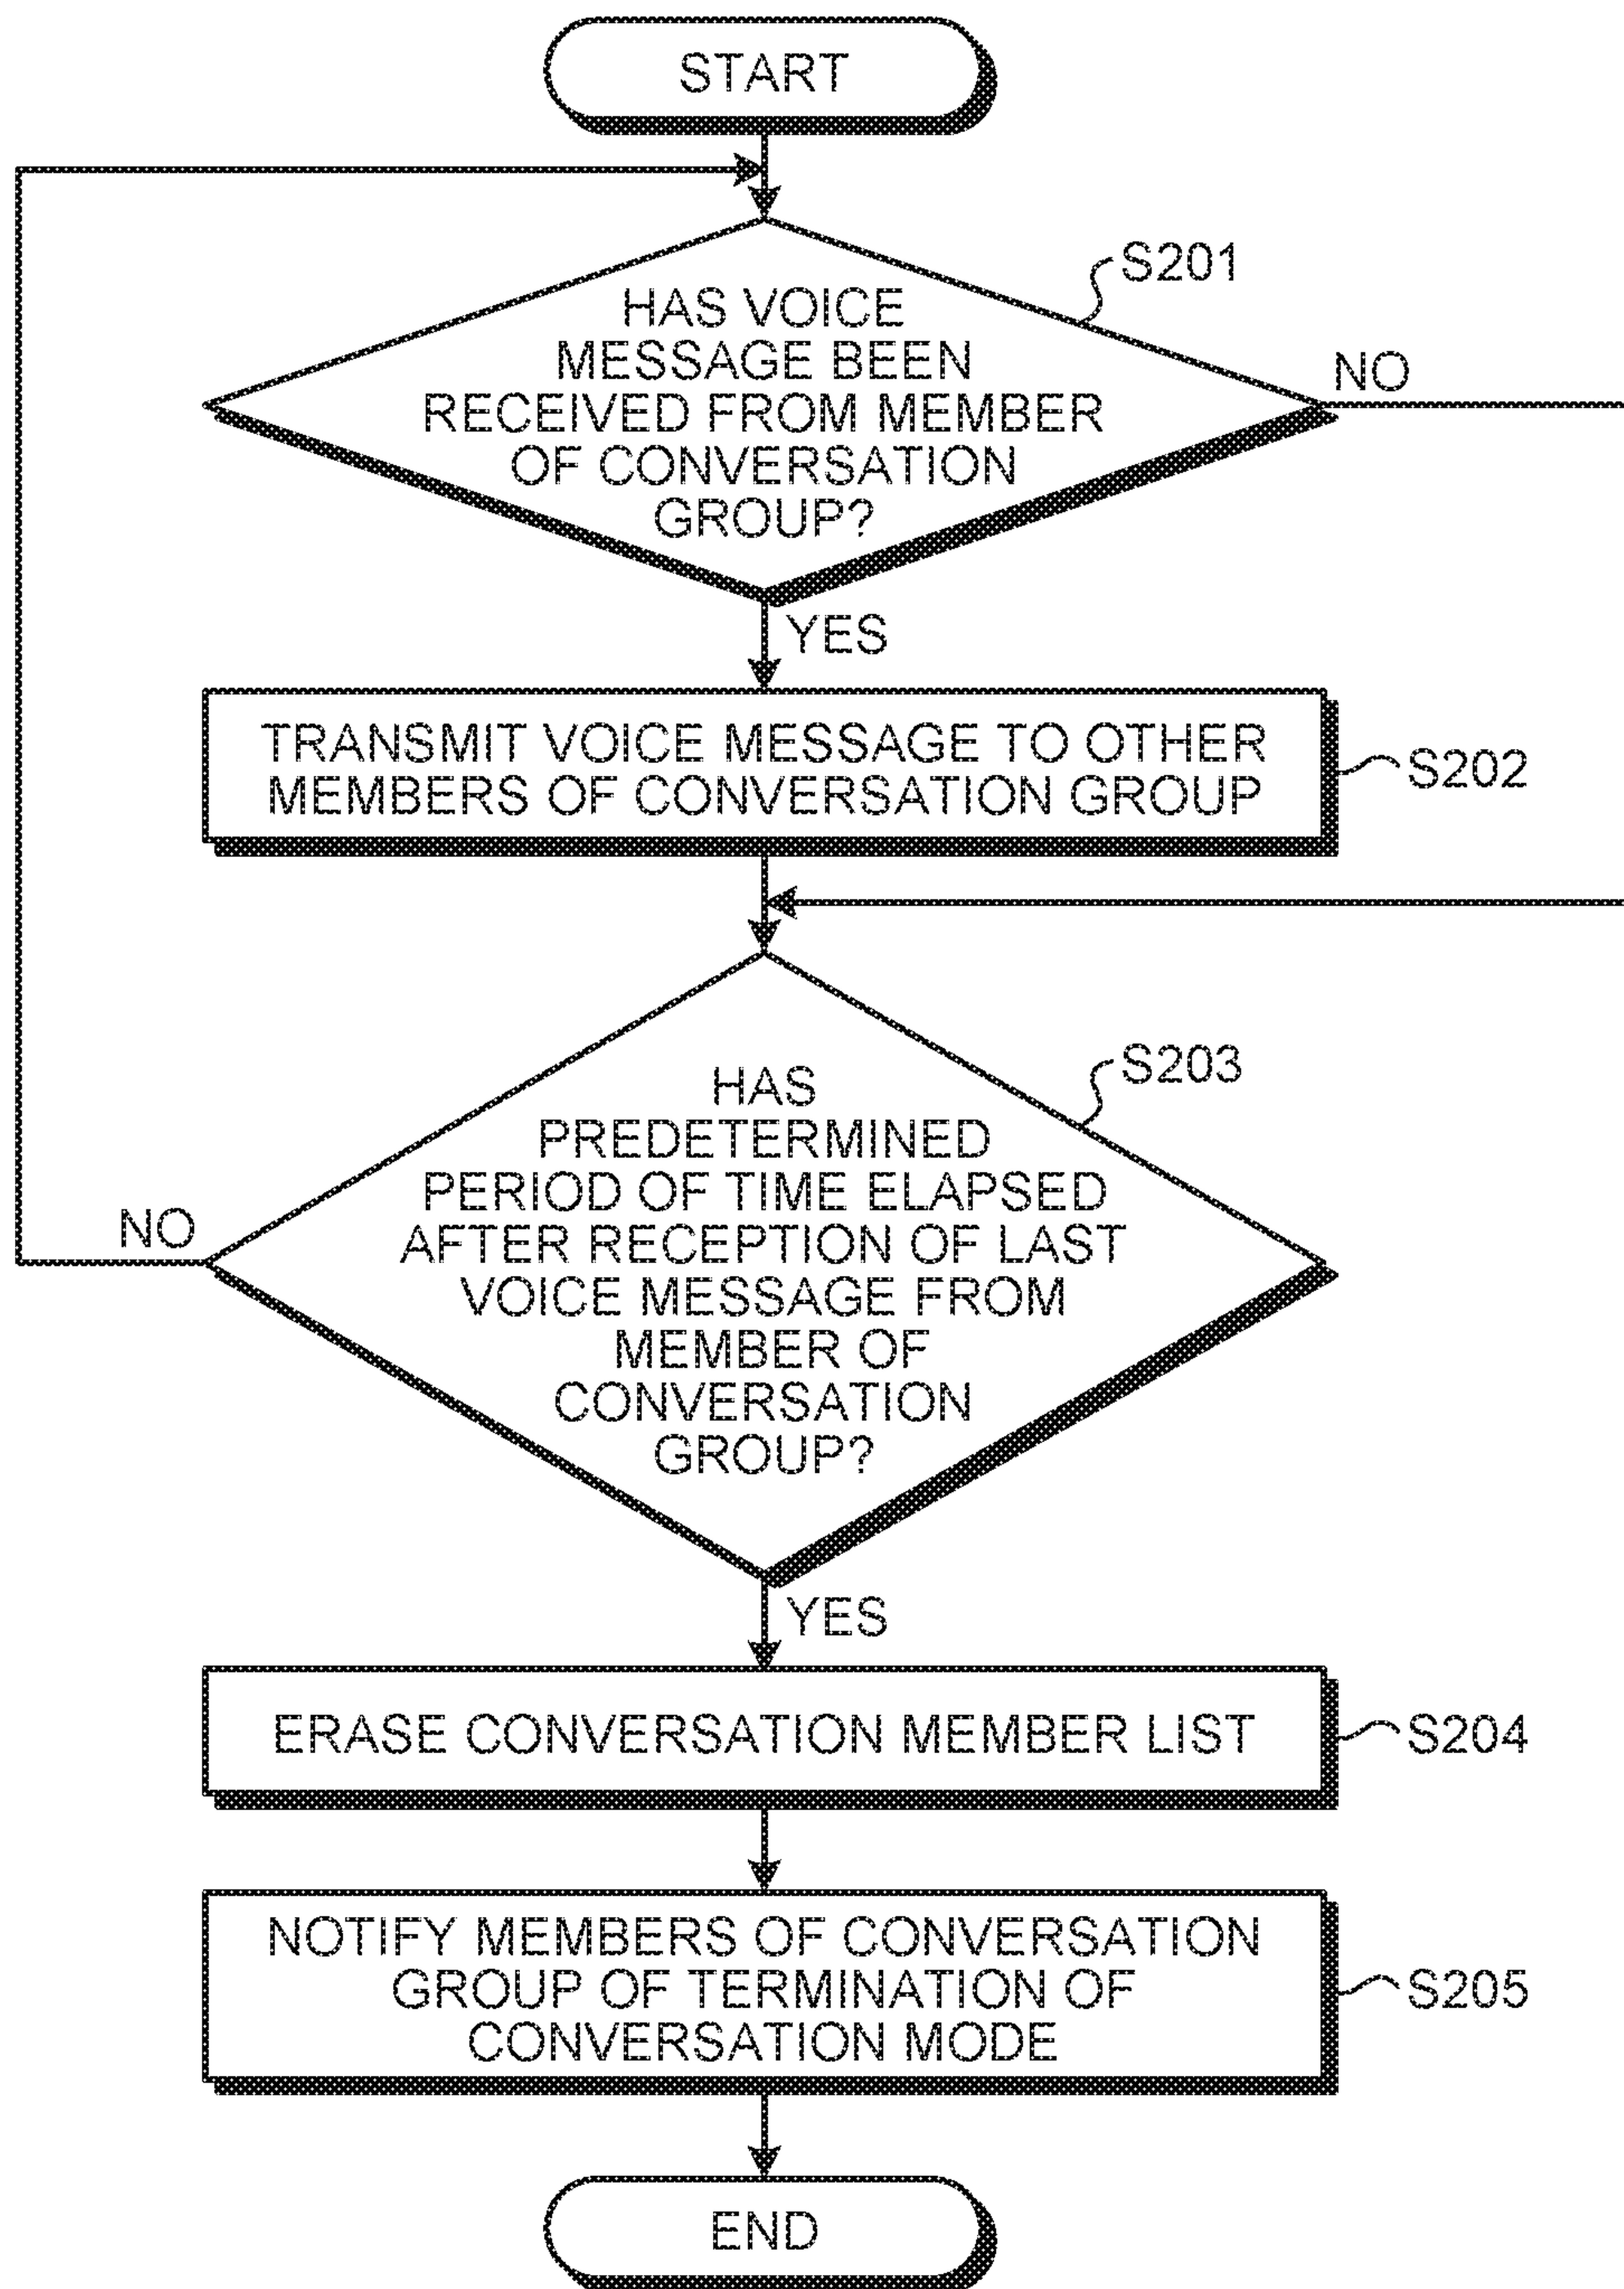 START
S201
HAS VOICE
MESSAGE BEEN
RECEIVED FROM MEMBER
OF CONVERSATION
GROUP?
NO
YES
TRANSMIT VOICE MESSAGE TO OTHER
MEMBERS OF CONVERSATION GROUP
S202
S203
HAS
PREDETERMINED
PERIOD OF TIME ELAPSED
AFTER RECEPTION OF LAST
VOICE MESSAGE FROM
MEMBER OF
CONVERSATION
GROUP?
NO
YES
ERASE CONVERSATION MEMBER LIST
S204
NOTIFY MEMBERS OF CONVERSATION
GROUP OF TERMINATION OF
CONVERSATION MODE
S205
END